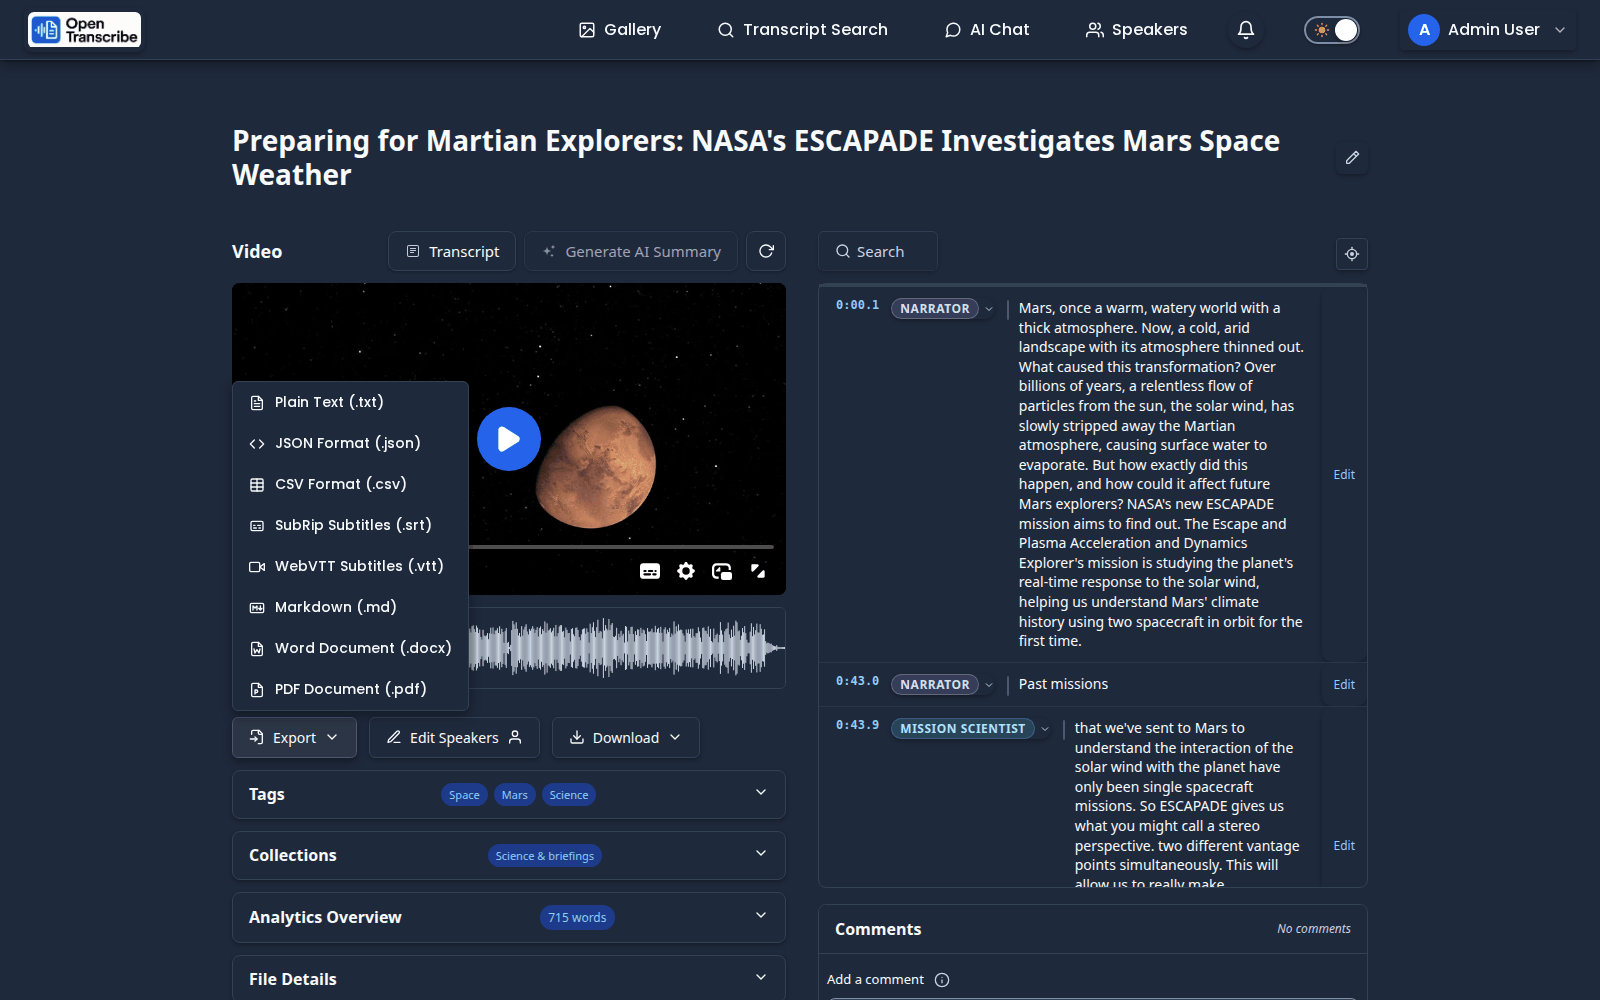 Open
Transcribe
Gallery
Transcript Search
AI Chat
Speakers
A
Admin User
Preparing for Martian Explorers: NASA's ESCAPADE Investigates Mars Space
Weather
Video
Transcript
Generate AI Summary
Plain Text (.txt)
JSON Format (.json)
CSV Format (.csv)
SubRip Subtitles (.srt)
WebVTT Subtitles (.vtt)
Markdown (.md)
Word Document (.docx)
PDF Document (.pdf)
Export
Edit Speakers
Download
Tags
Space
Mars
Science
Collections
Science & briefings
Analytics Overview
715 words
File Details
Search
0:00.1
NARRATOR
Mars, once a warm, watery world with a
thick atmosphere. Now, a cold, arid
landscape with its atmosphere thinned out.
What caused this transformation? Over
billions of years, a relentless flow of
particles from the sun, the solar wind, has
slowly stripped away the Martian
atmosphere, causing surface water to
evaporate. But how exactly did this
happen, and how could it affect future
Mars explorers? NASA's new ESCAPADE
mission aims to find out. The Escape and
Plasma Acceleration and Dynamics
Explorer's mission is studying the planet's
real-time response to the solar wind,
helping us understand Mars' climate
history using two spacecraft in orbit for the
first time.
Edit
0:43.0
NARRATOR
Past missions
Edit
0:43.9
MISSION SCIENTIST
that we've sent to Mars to
understand the interaction of the
solar wind with the planet have
only been single spacecraft
missions. So ESCAPADE gives us
what you might call a stereo
perspective. two different vantage
points simultaneously. This will
allow us to really make
Edit
Comments
No comments
Add a comment